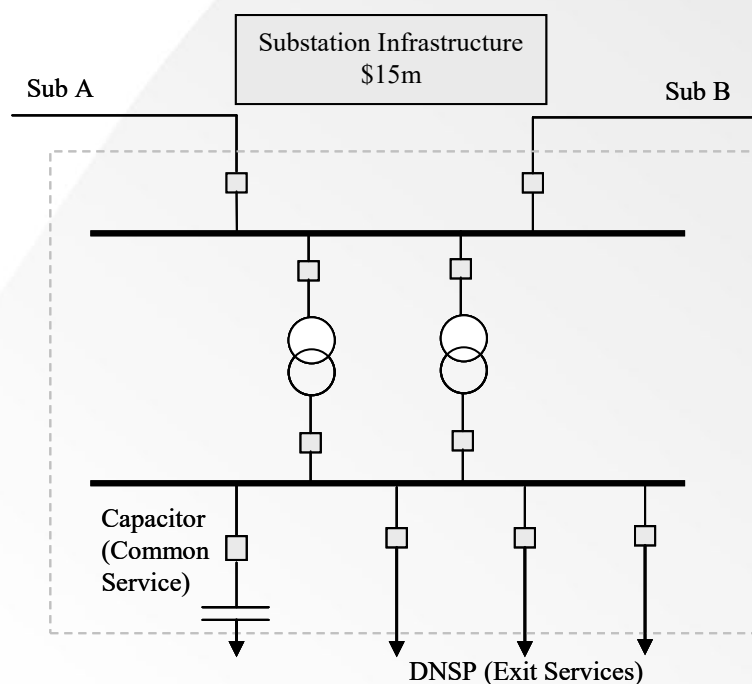 Substation Infrastructure
$15m
Sub A
Sub B
Capacitor
(Common
Service)
DNSP (Exit Services)